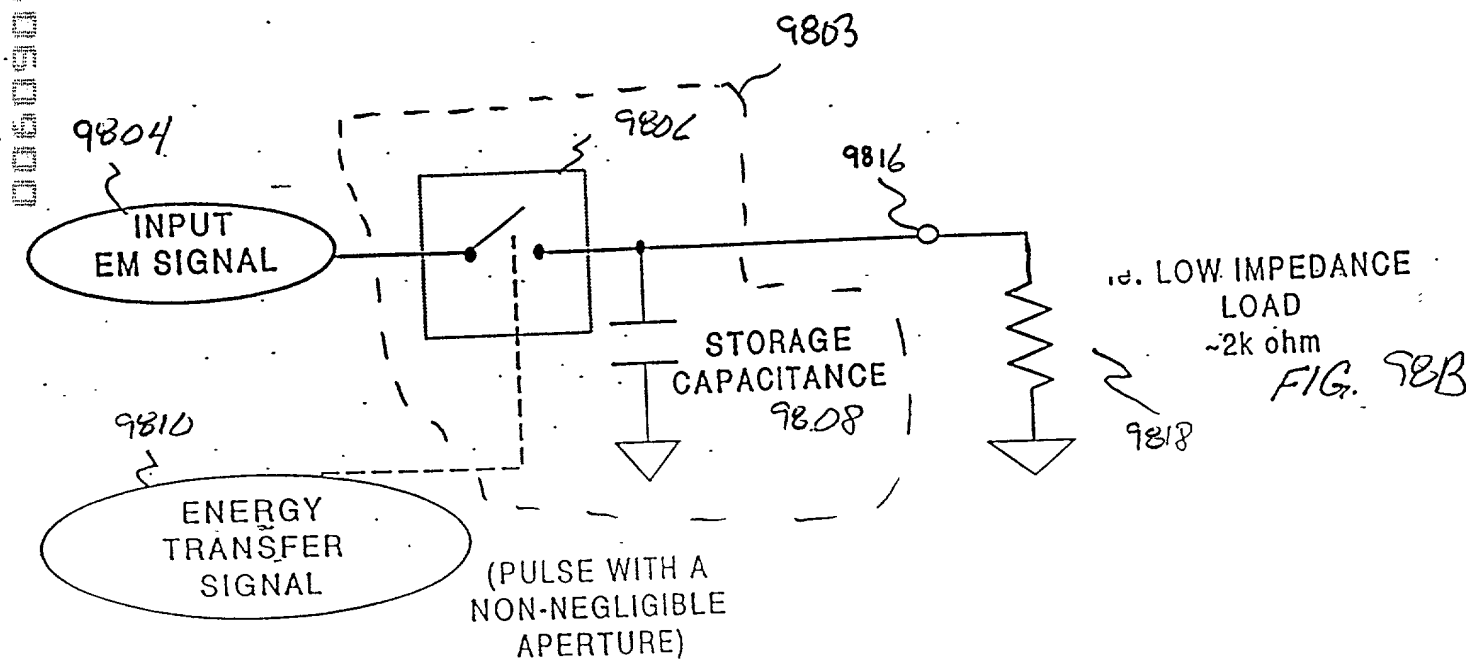 9803
9804
9806
9816
INPUT
EM SIGNAL
LOW IMPEDANCE
LOAD
~2k ohm
FIG. 98B
STORAGE
CAPACITANCE
9808
9818
9810
ENERGY
TRANSFER
SIGNAL
(PULSE WITH A
NON-NEGLIGIBLE
APERTURE)